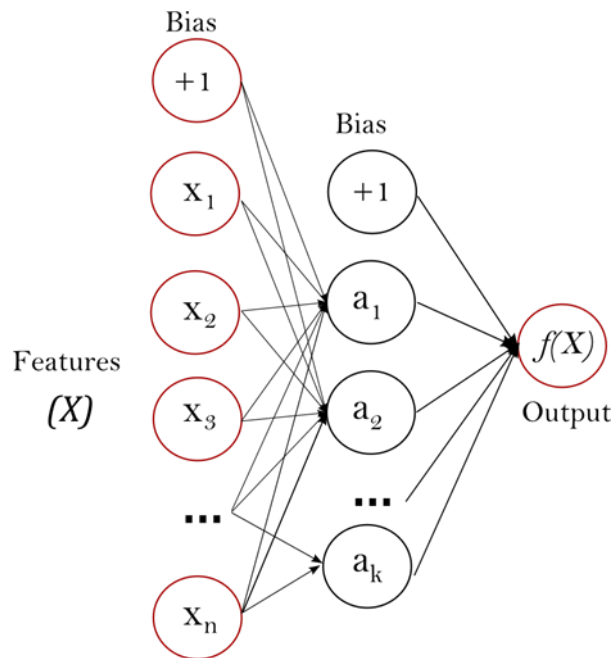 Bias
+1
x₁
x₂
Features
(X)
x₃
...
xₙ
Bias
+1
a₁
a₂
...
aₖ
f(X)
Output